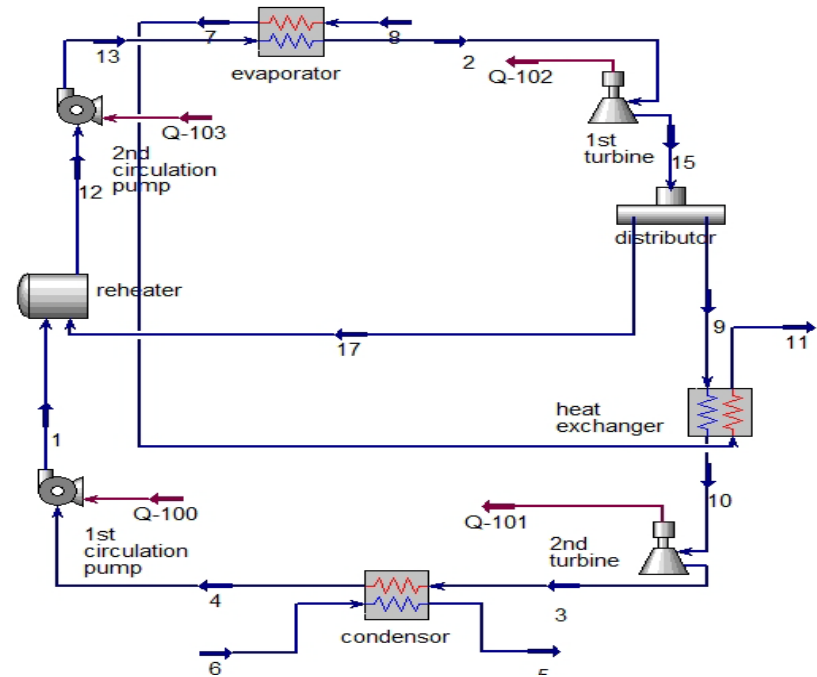 13
7
8
2
evaporator
Q-102
Q-103
1st
turbine
15
2nd
circulation
pump
12
distributor
reheater
17
9
11
heat
exchanger
1
10
Q-100
Q-101
1st
circulation
pump
2nd
turbine
4
3
condensor
6
5